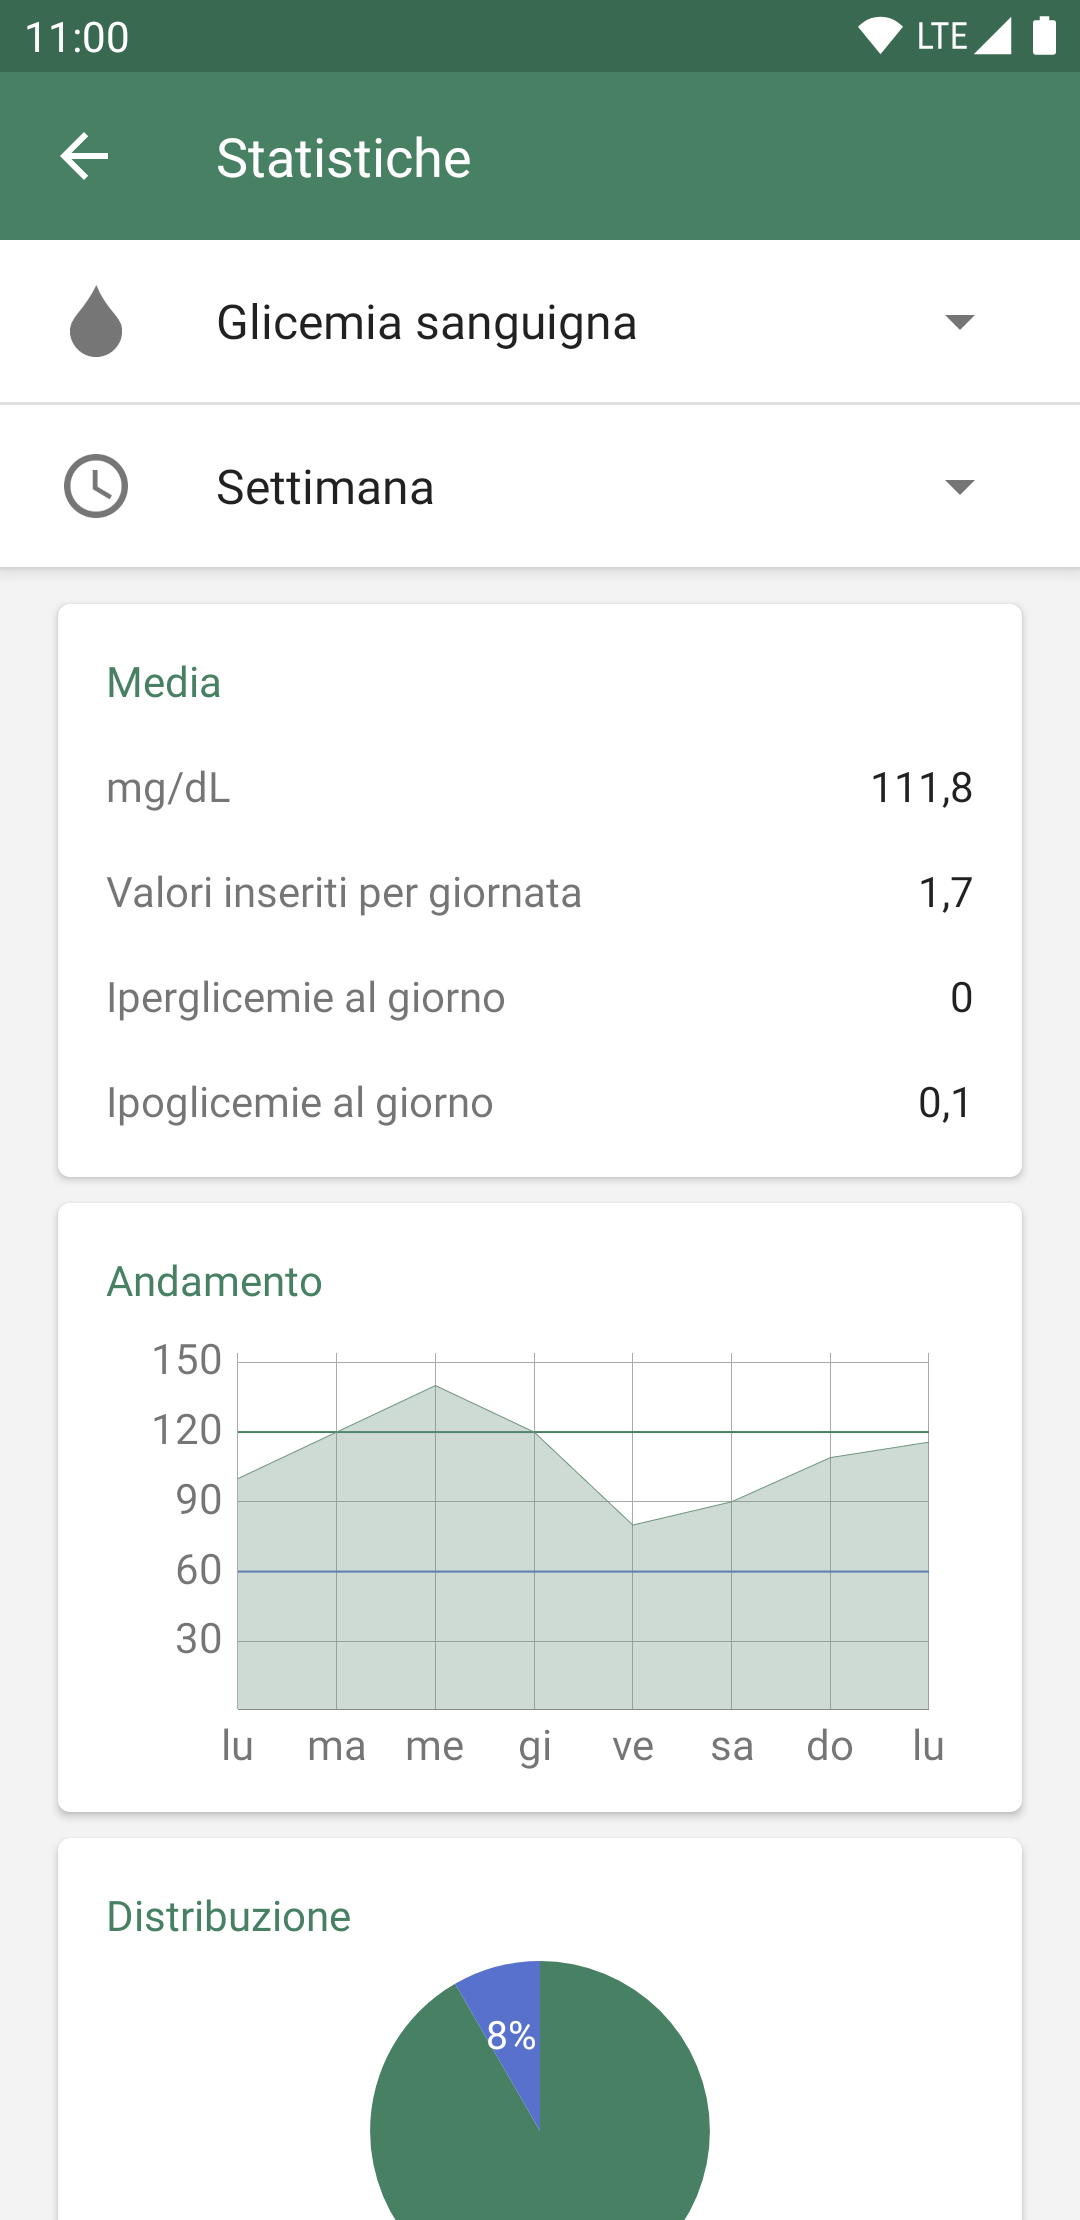 11:00 LTE
Statistiche
Glicemia sanguigna
Settimana
Media
mg/dL 111,8
Valori inseriti per giornata 1,7
Iperglicemie al giorno 0
Ipoglicemie al giorno 0,1
Andamento
150
120
90
60
30
lu ma me gi ve sa do lu
Distribuzione
8%